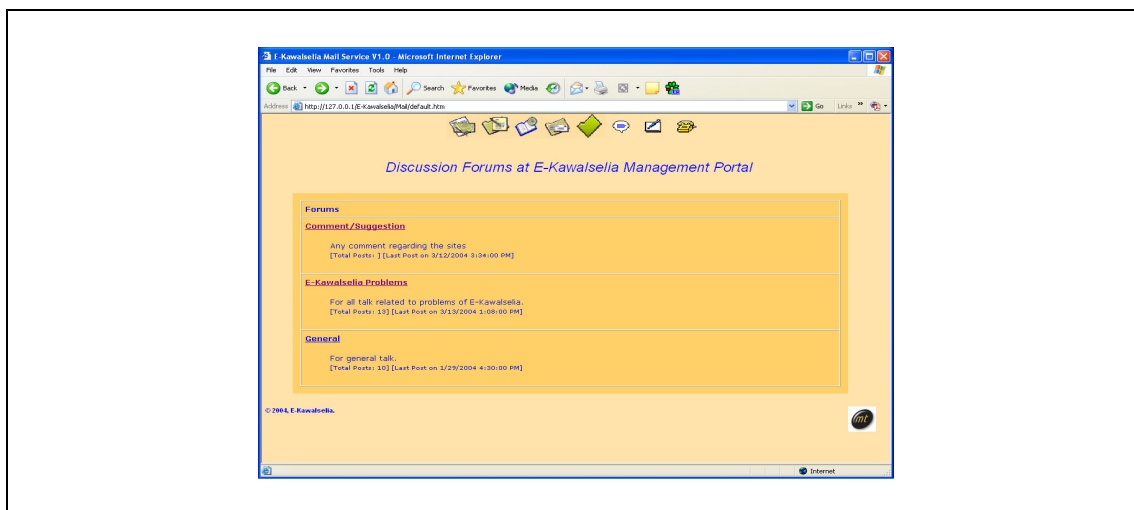 E-Kawalselia Mail Service V1.0 - Microsoft Internet Explorer
File Edit View Favorites Tools Help
Back Search Favorites Media
Address http://127.0.0.1/E-Kawalselia/Mail/default.htm Go Links »
Discussion Forums at E-Kawalselia Management Portal
Forums
Comment/Suggestion
Any comment regarding the sites
[Total Posts: ] [Last Post on 3/12/2004 3:34:00 PM]
E-Kawalselia Problems
For all talk related to problems of E-Kawalselia.
[Total Posts: 13] [Last Post on 3/13/2004 1:08:00 PM]
General
For general talk.
[Total Posts: 10] [Last Post on 1/29/2004 4:30:00 PM]
© 2004, E-Kawalselia.
mt
Internet